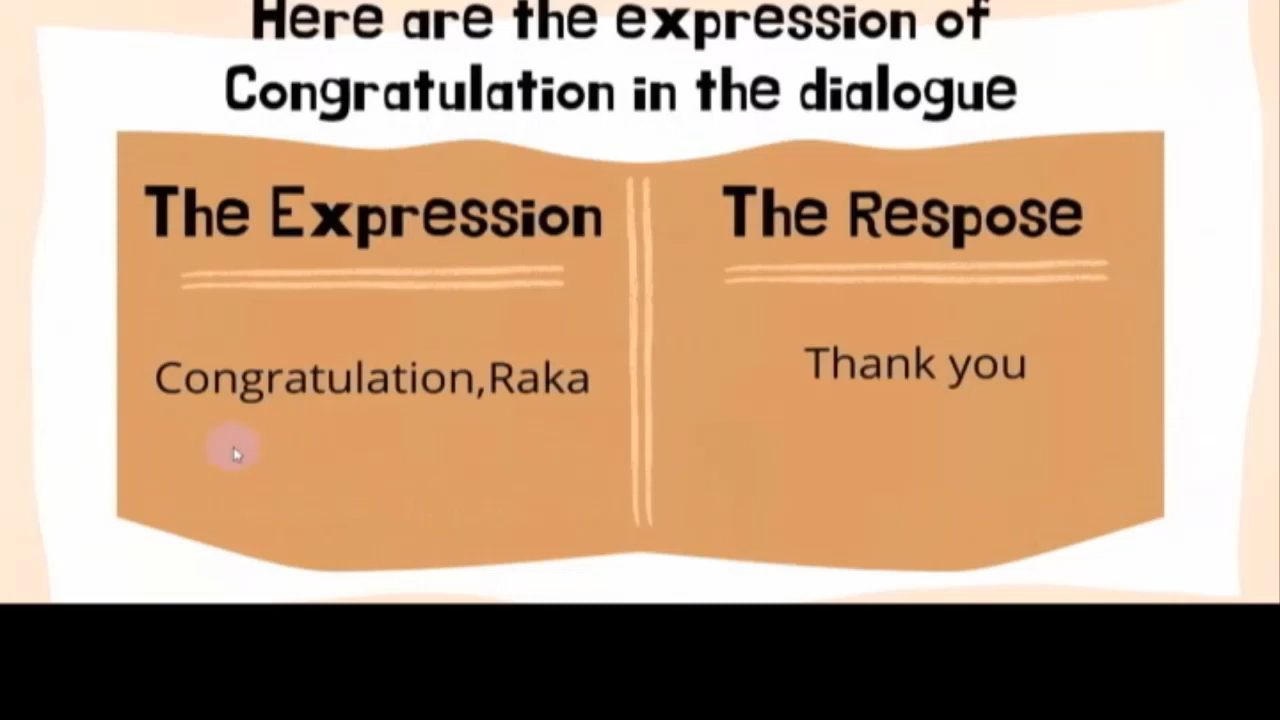 Here are the expression of
Congratulation in the dialogue
The Expression
The Respose
Congratulation,Raka
Thank you